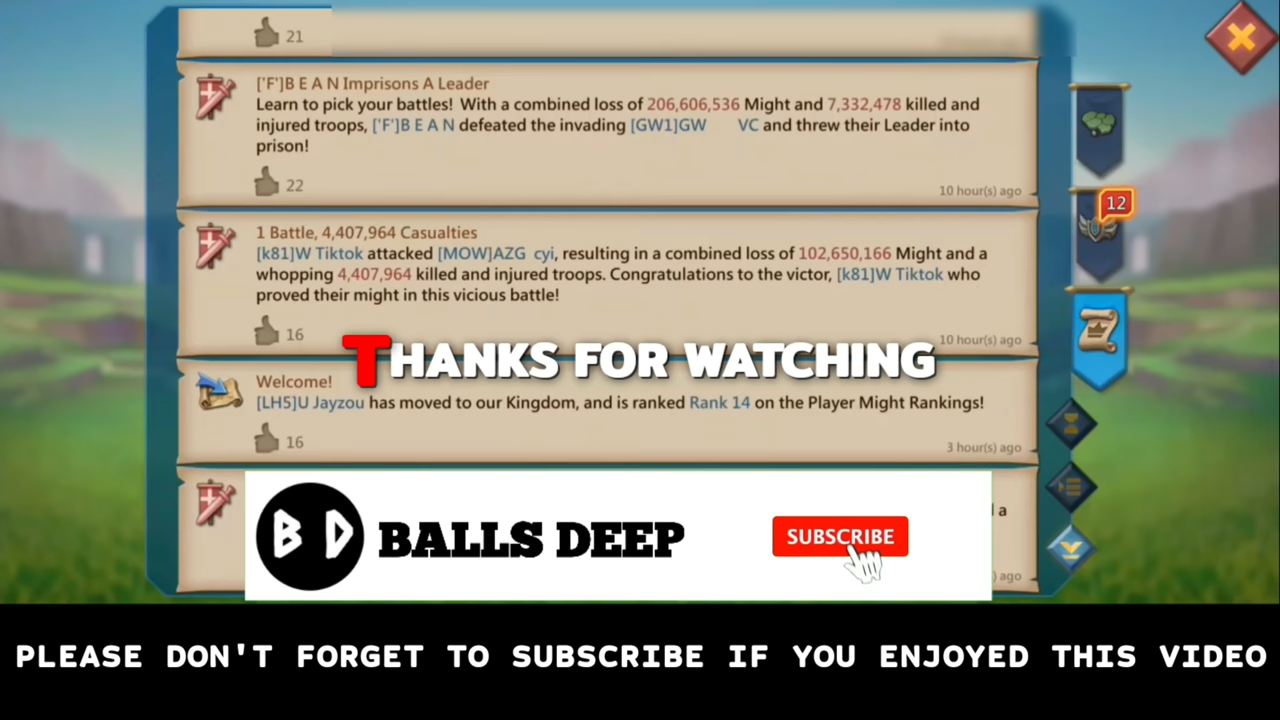 21
['F']B E A N Imprisons A Leader
Learn to pick your battles! With a combined loss of 206,606,536 Might and 7,332,478 killed and
injured troops, ['F']B E A N defeated the invading [GW1]GW VC and threw their Leader into
prison!
22
10 hour(s) ago
12
1 Battle, 4,407,964 Casualties
[k81]W Tiktok attacked [MOW]AZG cyi, resulting in a combined loss of 102,650,166 Might and a
whopping 4,407,964 killed and injured troops. Congratulations to the victor, [k81]W Tiktok who
proved their might in this vicious battle!
16
10 hour(s) ago
THANKS FOR WATCHING
Welcome!
[LH5]U Jayzou has moved to our Kingdom, and is ranked Rank 14 on the Player Might Rankings!
16
3 hour(s) ago
a
BD BALLS DEEP
SUBSCRIBE
) ago
PLEASE DON'T FORGET TO SUBSCRIBE IF YOU ENJOYED THIS VIDEO